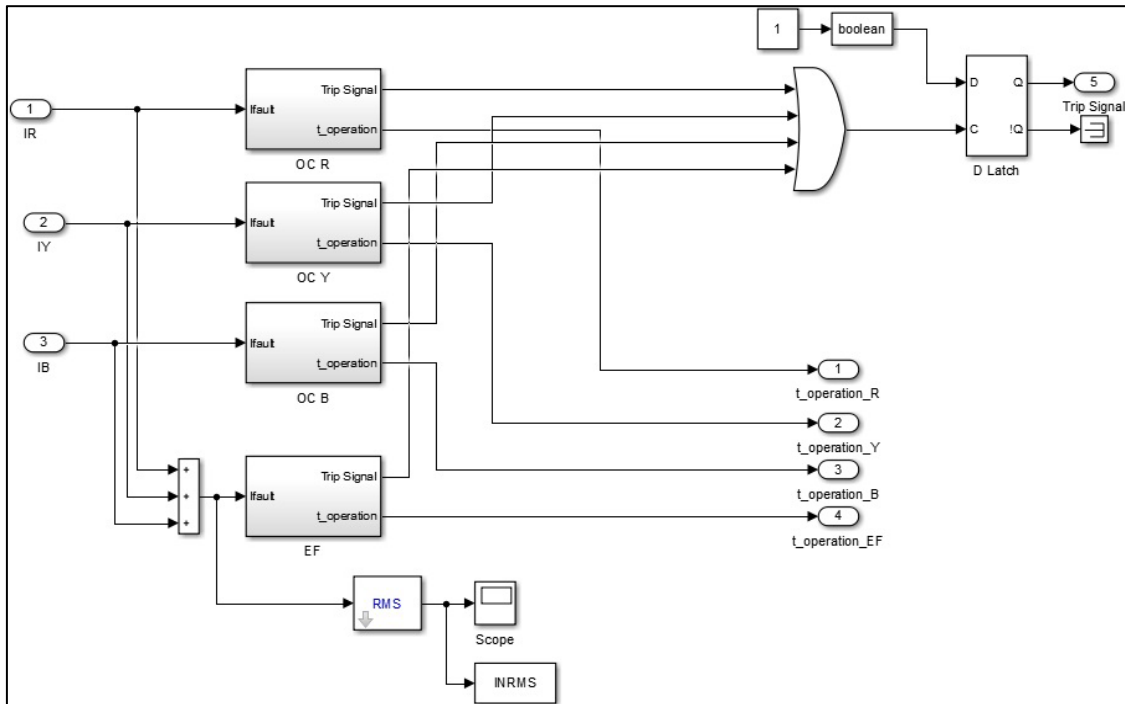 1
boolean
Trip Signal
t_operation
Ifault
OC R
1
IR
D
Q
C
!Q
D Latch
5
Trip Signal
Trip Signal
t_operation
Ifault
OC Y
2
IY
Trip Signal
t_operation
Ifault
OC B
3
IB
1
t_operation_R
2
t_operation_Y
3
t_operation_B
4
t_operation_EF
+
+
+
Trip Signal
t_operation
Ifault
EF
RMS
Scope
INRMS